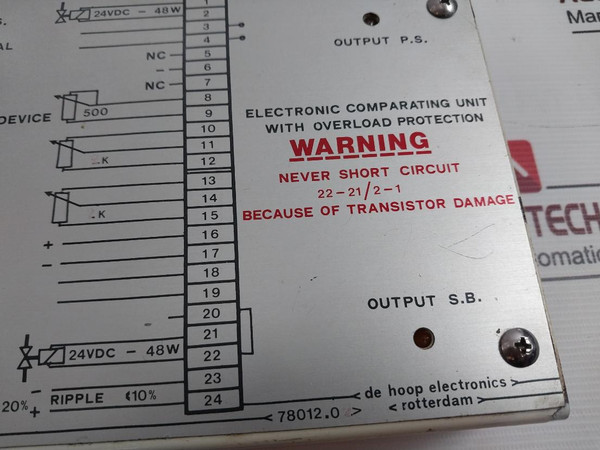 24VDC - 48W
1
2
3
4
NC - 5
- 6
NC - 7
8
DEVICE 500 9
10
11
K 12
13
14
K 15
+ 16
- 17
18
19
20
21
24VDC - 48W 22
- 23
20% + RIPPLE <10% 24
OUTPUT P.S.
ELECTRONIC COMPARATING UNIT
WITH OVERLOAD PROTECTION
WARNING
NEVER SHORT CIRCUIT
22-21/2-1
BECAUSE OF TRANSISTOR DAMAGE
OUTPUT S.B.
de hoop electronics >
< rotterdam >
< 78012.0 >
TECH
omation